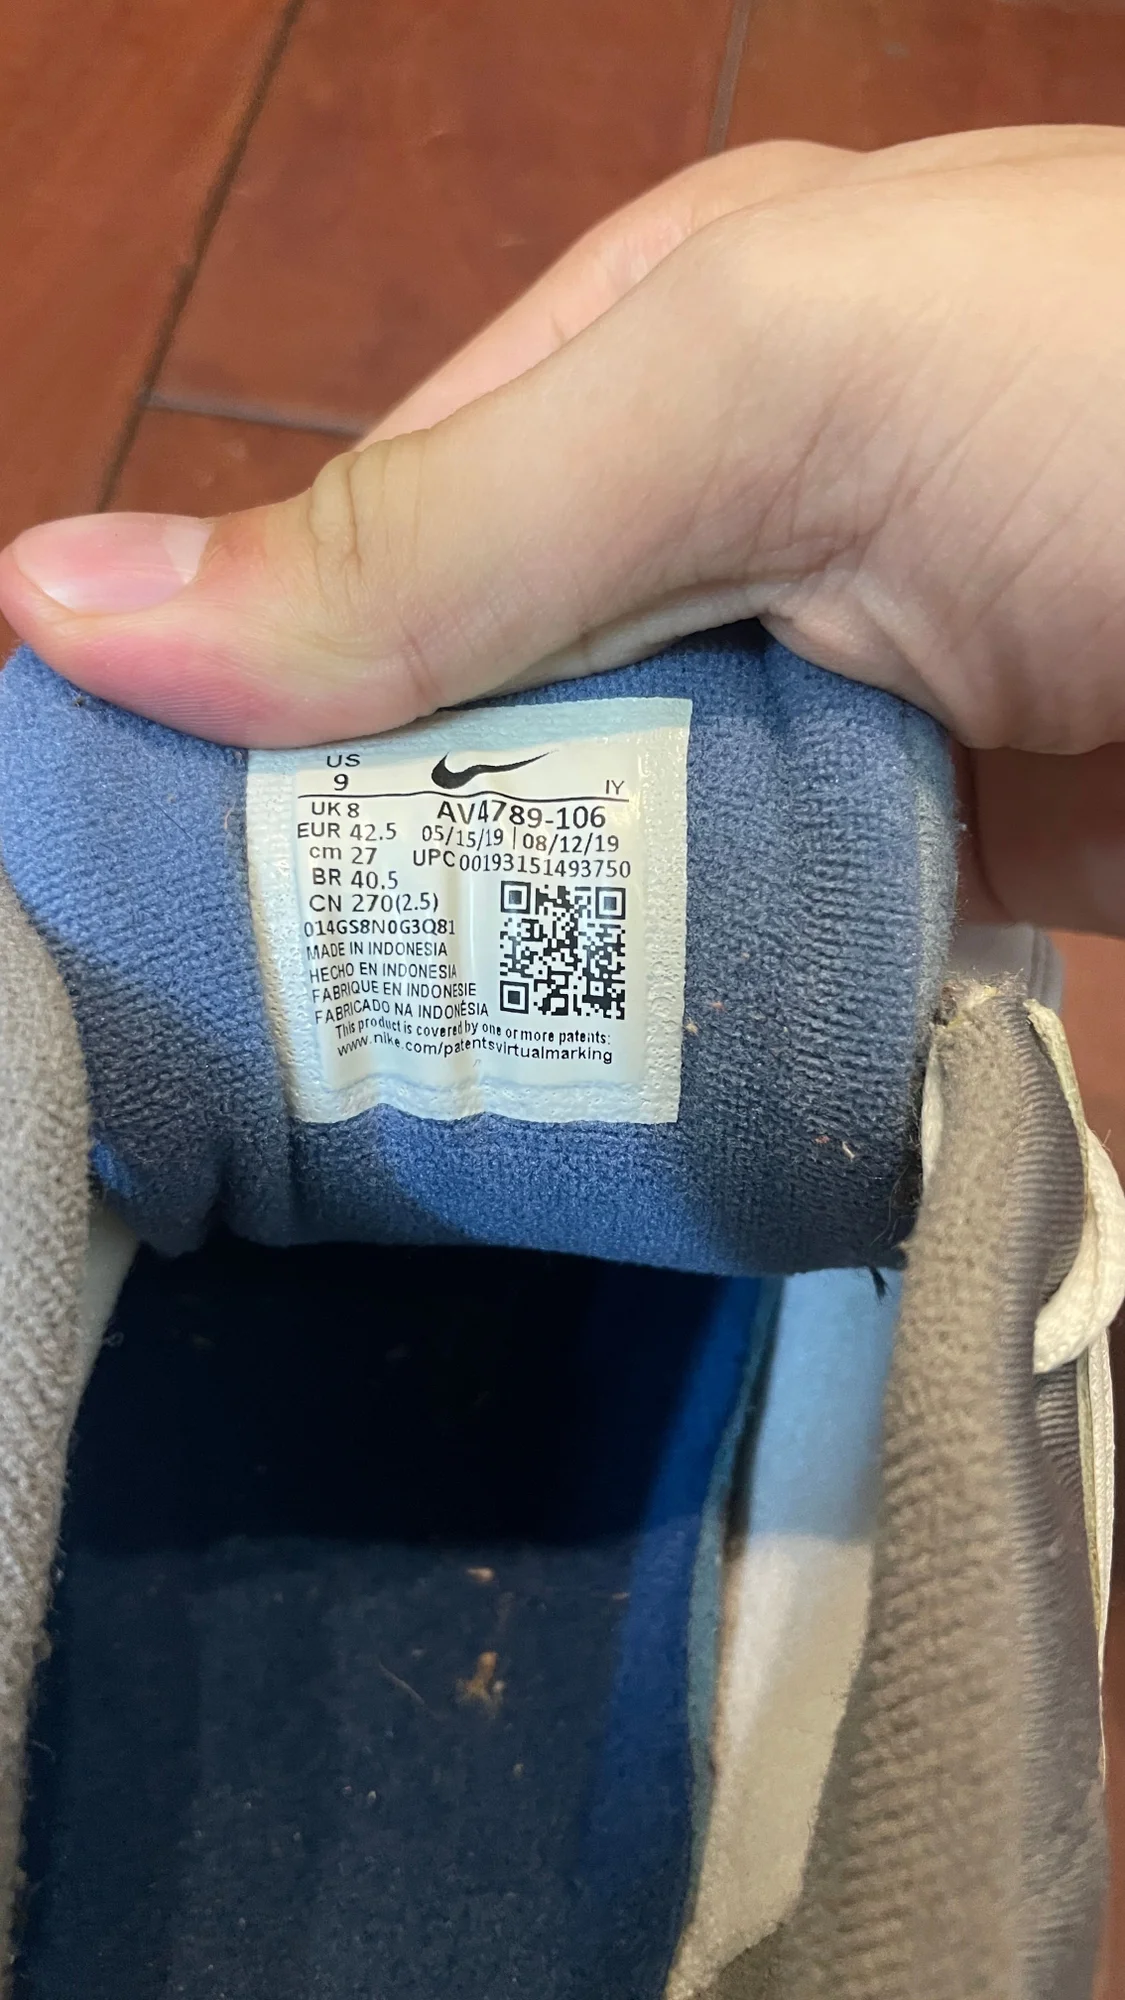 US
9
IY
UK 8
AV4789-106
EUR 42.5
05/15/19 | 08/12/19
cm 27
UPC 00193151493750
BR 40.5
CN 270(2.5)
014GS8N0G3Q81
MADE IN INDONESIA
HECHO EN INDONESIA
FABRIQUE EN INDONESIE
FABRICADO NA INDONÉSIA
This product is covered by one or more patents:
www.nike.com/patentsvirtualmarking